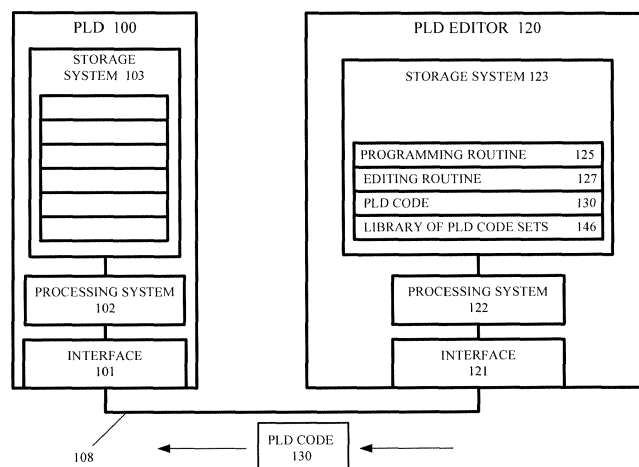 PLD 100
STORAGE
SYSTEM 103
PROCESSING SYSTEM
102
INTERFACE
101
PLD EDITOR 120
STORAGE SYSTEM 123
PROGRAMMING ROUTINE 125
EDITING ROUTINE 127
PLD CODE 130
LIBRARY OF PLD CODE SETS 146
PROCESSING SYSTEM
122
INTERFACE
121
108
PLD CODE
130